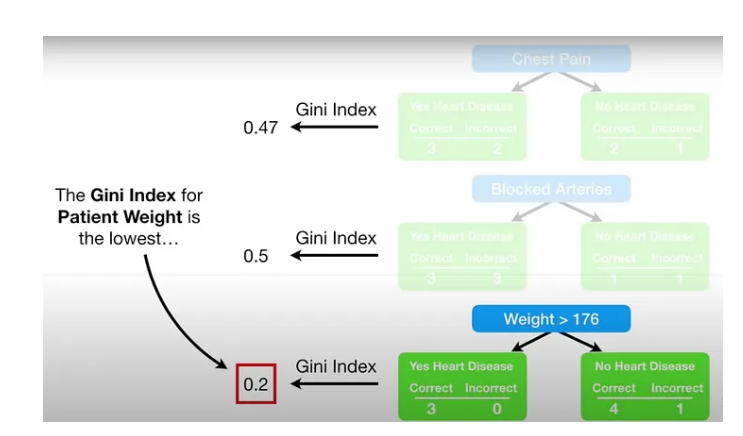 Chest Pain
Gini Index
0.47
Yes Heart Disease
Correct Incorrect
3 2
No Heart Disease
Correct Incorrect
2 1
The Gini Index for
Patient Weight is
the lowest…
Blocked Arteries
Gini Index
0.5
Yes Heart Disease
Correct Incorrect
3 3
No Heart Disease
Correct Incorrect
1 1
Weight > 176
Gini Index
0.2
Yes Heart Disease
Correct Incorrect
3 0
No Heart Disease
Correct Incorrect
4 1